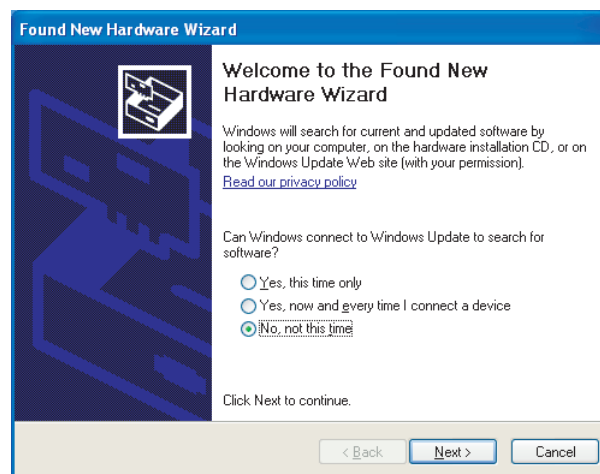 Found New Hardware Wizard
Welcome to the Found New
Hardware Wizard
Windows will search for current and updated software by
looking on your computer, on the hardware installation CD, or on
the Windows Update Web site (with your permission).
Read our privacy policy
Can Windows connect to Windows Update to search for
software?
Yes, this time only
Yes, now and every time I connect a device
No, not this time
Click Next to continue.
< Back Next > Cancel